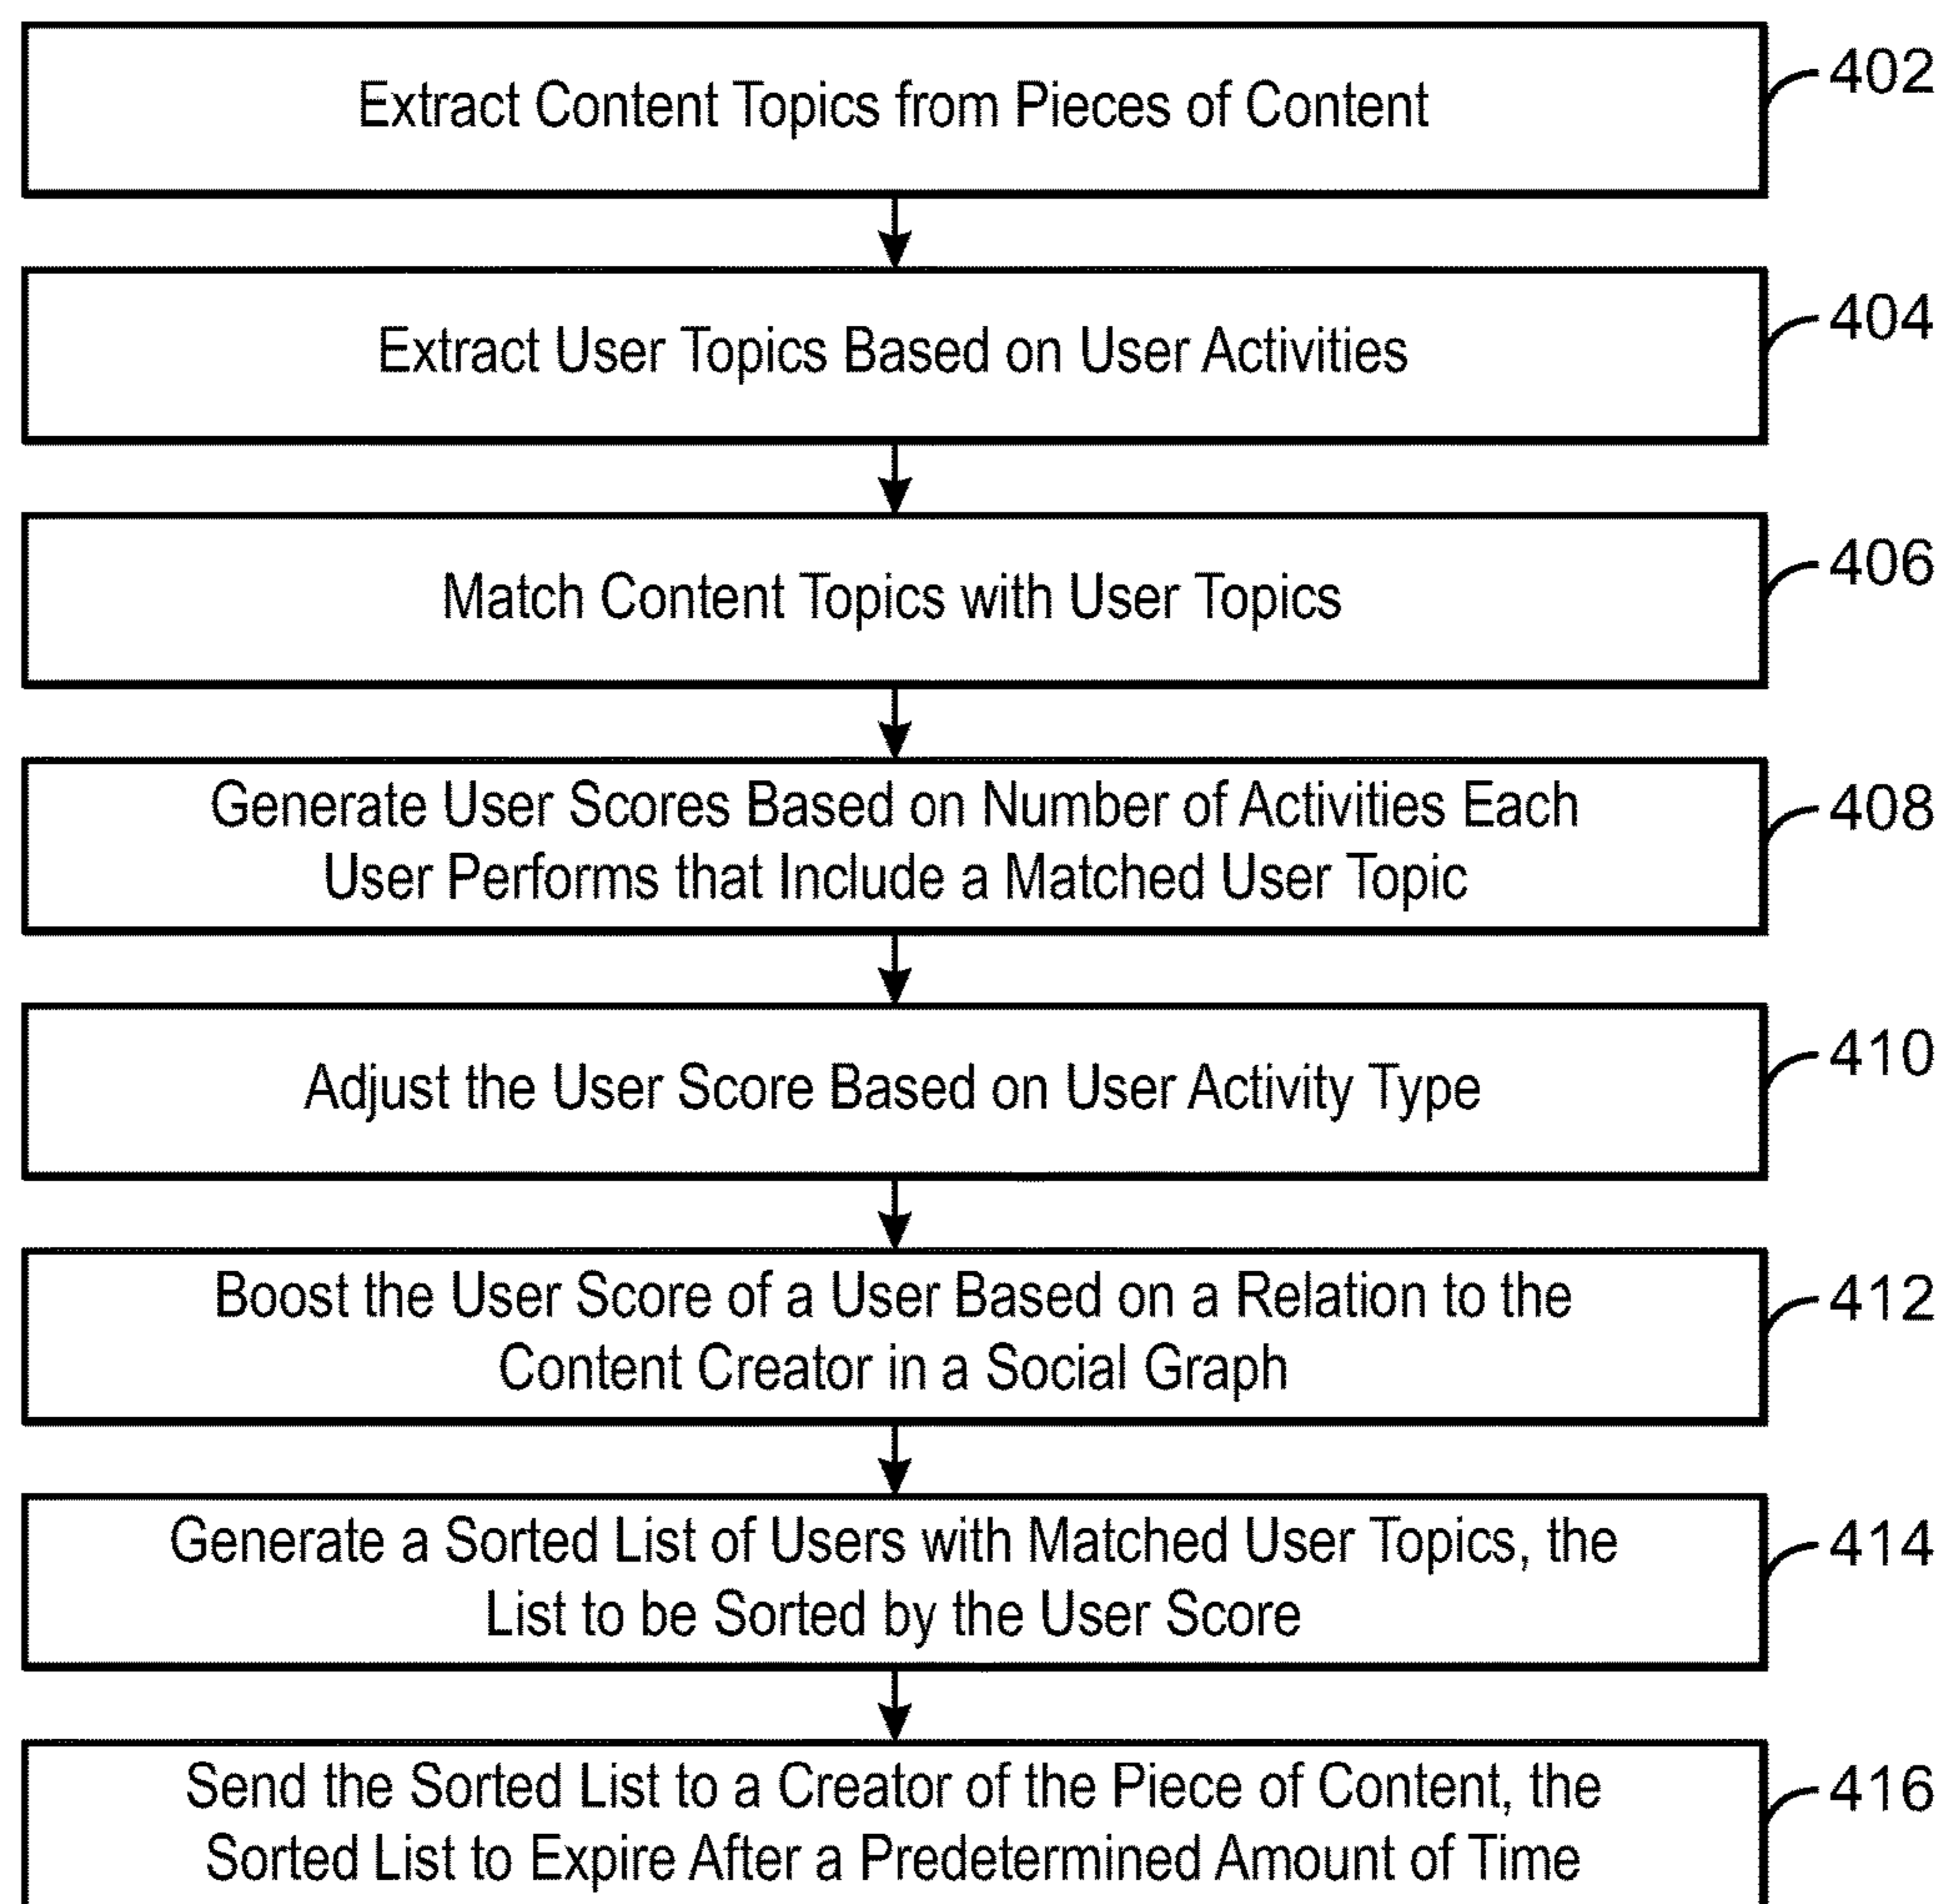 Extract Content Topics from Pieces of Content
402
Extract User Topics Based on User Activities
404
Match Content Topics with User Topics
406
Generate User Scores Based on Number of Activities Each
User Performs that Include a Matched User Topic
408
Adjust the User Score Based on User Activity Type
410
Boost the User Score of a User Based on a Relation to the
Content Creator in a Social Graph
412
Generate a Sorted List of Users with Matched User Topics, the
List to be Sorted by the User Score
414
Send the Sorted List to a Creator of the Piece of Content, the
Sorted List to Expire After a Predetermined Amount of Time
416